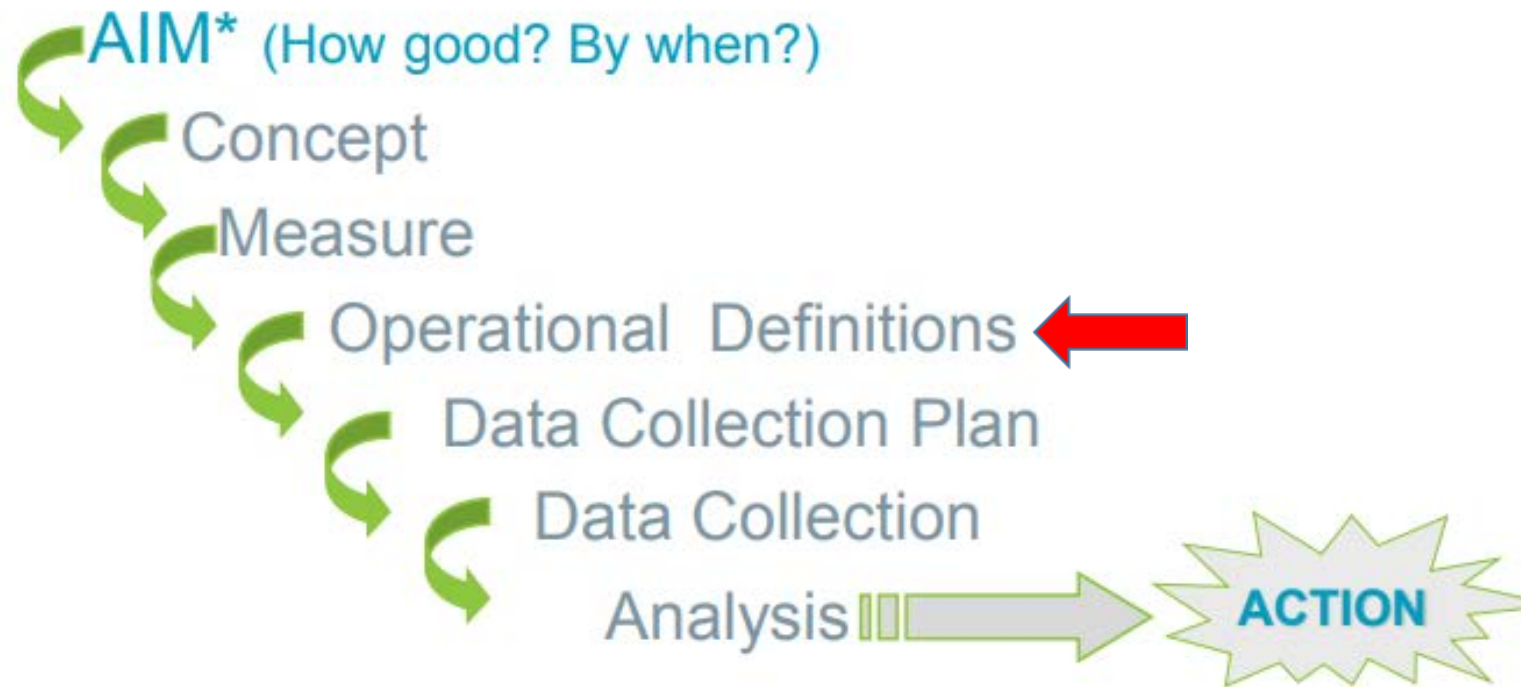 AIM* (How good? By when?)
Concept
Measure
Operational Definitions
Data Collection Plan
Data Collection
Analysis
ACTION